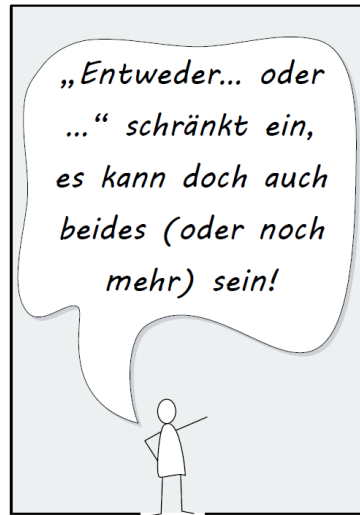 „Entweder... oder
...“ schränkt ein,
es kann doch auch
beides (oder noch
mehr) sein!